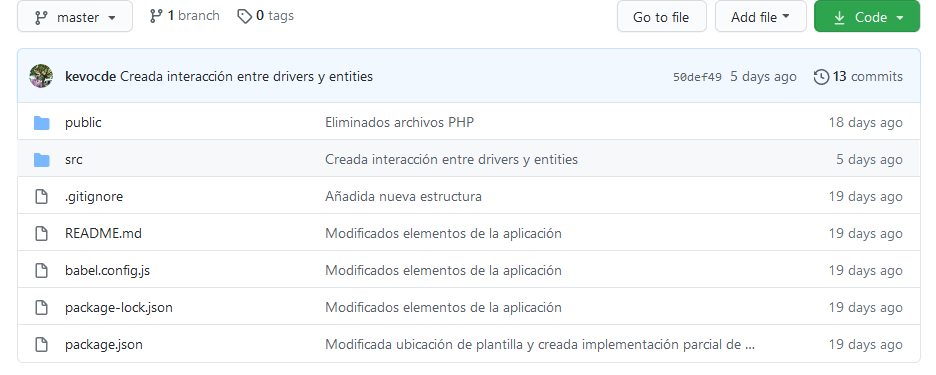 master 1 branch 0 tags Go to file Add file Code
kevocde Creada interacción entre drivers y entities 50def49 5 days ago 13 commits
public Eliminados archivos PHP 18 days ago
src Creada interacción entre drivers y entities 5 days ago
.gitignore Añadida nueva estructura 19 days ago
README.md Modificados elementos de la aplicación 19 days ago
babel.config.js Modificados elementos de la aplicación 19 days ago
package-lock.json Modificados elementos de la aplicación 19 days ago
package.json Modificada ubicación de plantilla y creada implementación parcial de ... 19 days ago